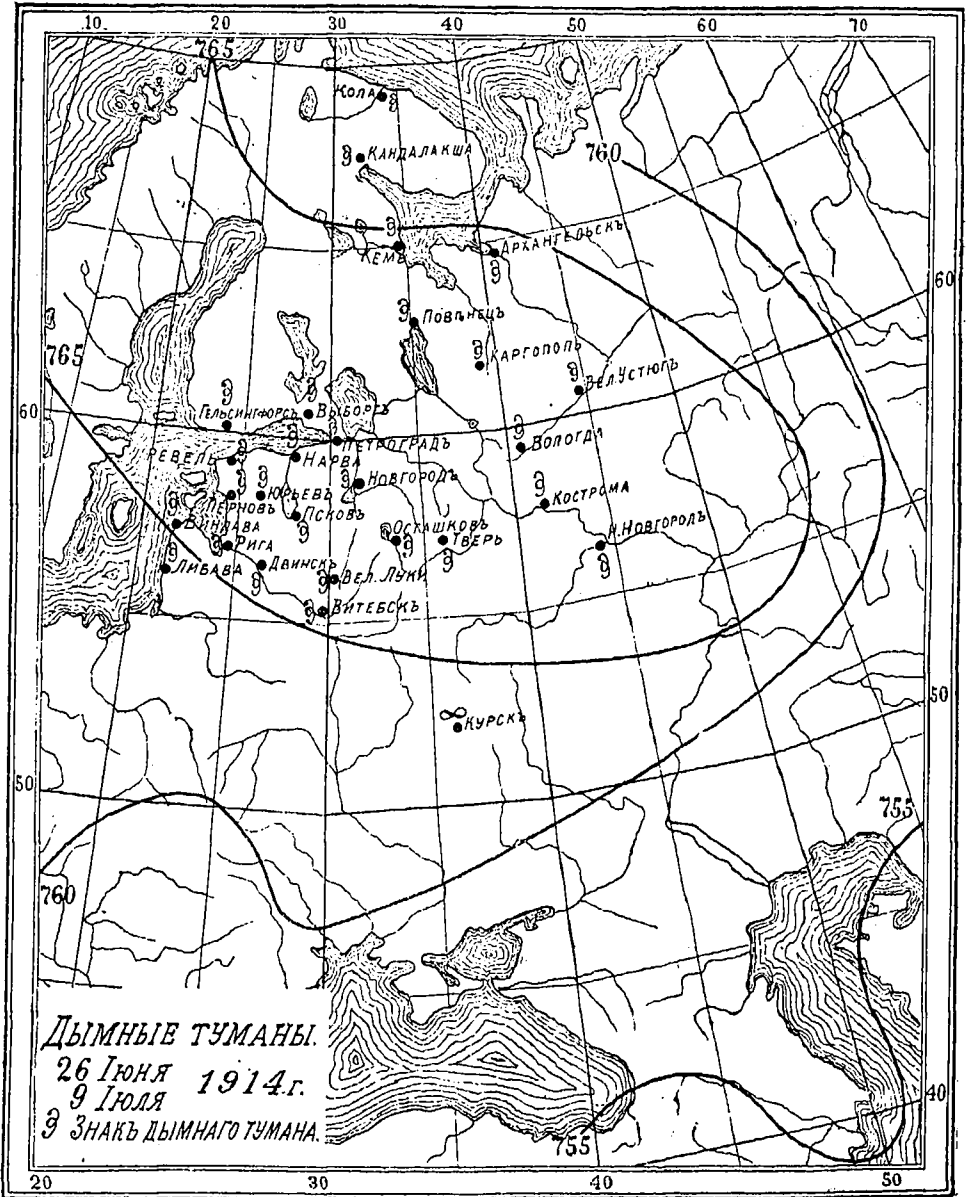 10. 20 30 40 50 60 70
765
Кола
760
Кандалакша
Кемь
Архангельскъ
60
Повѣнецъ
765
Каргополь
Вел.Устюгъ
60
Гельсингфорсъ
Выборгъ
Петроградъ
Вологда
Ревель
Нарва
Новгородъ
Перновъ
Юрьевъ
Кострома
Псковъ
Виндава
Осташковъ
Тверь
Н.Новгородъ
Рига
Либава
Двинскъ
Вел.Луки
Витебскъ
50
Курскъ
50
755
760
Дымные туманы.
26 Іюня
9 Іюля
1914.г.
40
Знакъ дымнаго тумана.
755
20 30 40 50